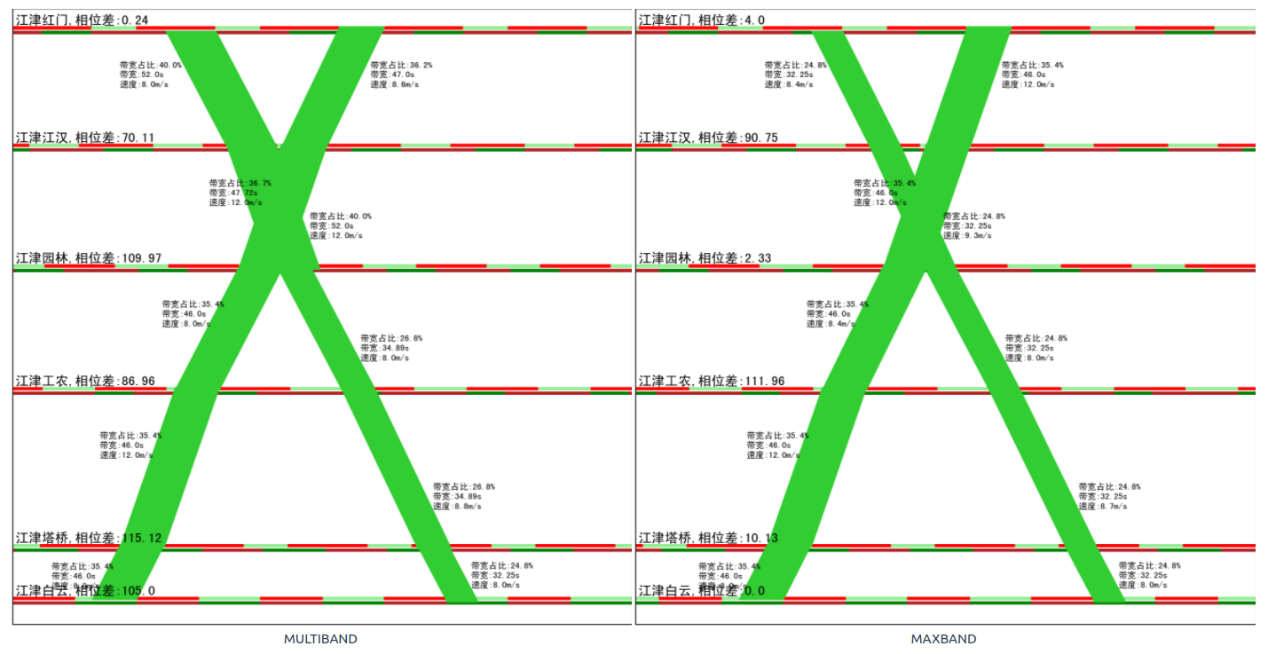 江津红门,相位差:0.24
带宽占比:40.0%
带宽:52.0s
速度:8.0m/s
带宽占比:36.2%
带宽:47.0s
速度:8.6m/s
江津江汉,相位差:70.11
带宽占比:36.7%
带宽:47.72s
速度:12.0m/s
带宽占比:40.0%
带宽:52.0s
速度:12.0m/s
江津园林,相位差:109.97
带宽占比:35.4%
带宽:46.0s
速度:8.0m/s
带宽占比:26.8%
带宽:34.89s
速度:8.0m/s
江津工农,相位差:86.96
带宽占比:35.4%
带宽:46.0s
速度:12.0m/s
带宽占比:26.8%
带宽:34.89s
速度:8.8m/s
江津塔桥,相位差:115.12
带宽占比:35.4%
带宽:46.0s
带宽占比:24.8%
带宽:32.25s
速度:8.0m/s
江津白云,相位差:105.0
MULTIBAND
江津红门,相位差:4.0
带宽占比:24.8%
带宽:32.25s
速度:8.4m/s
带宽占比:35.4%
带宽:46.0s
速度:12.0m/s
江津江汉,相位差:90.75
带宽占比:35.4%
带宽:46.0s
速度:12.0m/s
带宽占比:24.8%
带宽:32.25s
速度:9.3m/s
江津园林,相位差:2.33
带宽占比:35.4%
带宽:46.0s
速度:8.4m/s
带宽占比:24.8%
带宽:32.25s
速度:8.0m/s
江津工农,相位差:111.96
带宽占比:35.4%
带宽:46.0s
速度:12.0m/s
带宽占比:24.8%
带宽:32.25s
速度:8.7m/s
江津塔桥,相位差:10.13
带宽占比:35.4%
带宽:46.0s
带宽占比:24.8%
带宽:32.25s
速度:8.0m/s
江津白云,相位差:0.0
MAXBAND